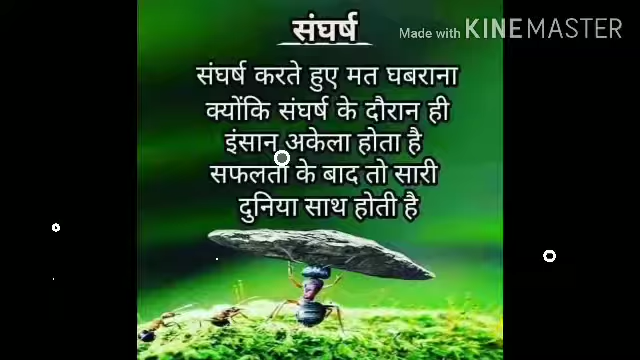 संघर्ष
Made with KINEMASTER
संघर्ष करते हुए मत घबराना
क्योंकि संघर्ष के दौरान ही
इंसान अकेला होता है
सफलता के बाद तो सारी
दुनिया साथ होती है